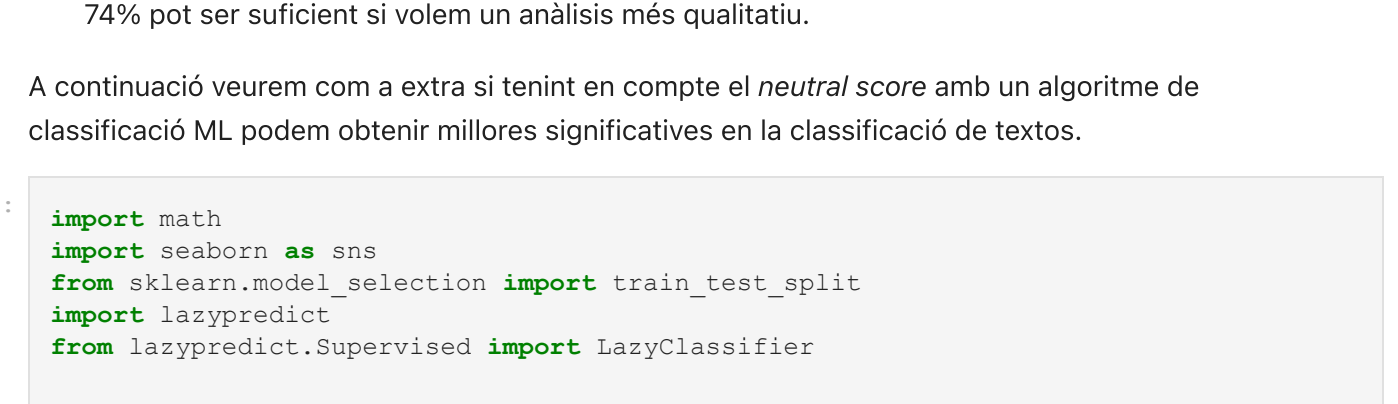 74% pot ser suficient si volem un anàlisis més qualitatiu.
A continuació veurem com a extra si tenint en compte el neutral score amb un algoritme de
classificació ML podem obtenir millores significatives en la classificació de textos.
:
import math
import seaborn as sns
from sklearn.model_selection import train_test_split
import lazypredict
from lazypredict.Supervised import LazyClassifier